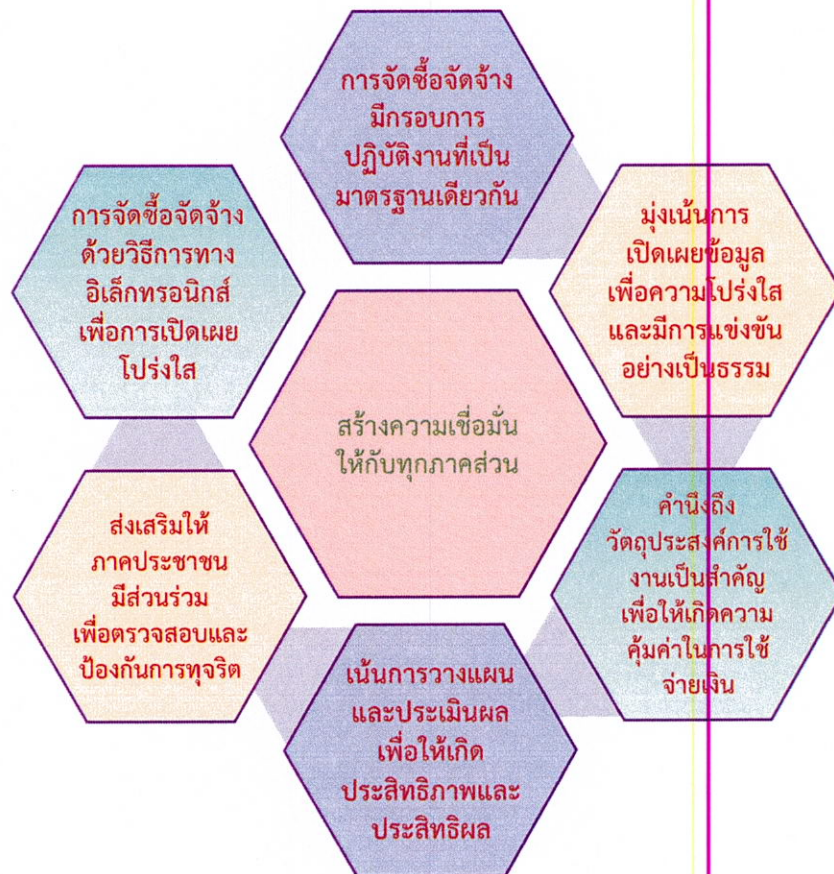 การจัดซื้อจัดจ้าง
มีกรอบการ
ปฏิบัติงานที่เป็น
มาตรฐานเดียวกัน
มุ่งเน้นการ
เปิดเผยข้อมูล
เพื่อความโปร่งใส
และมีการแข่งขัน
อย่างเป็นธรรม
คำนึงถึง
วัตถุประสงค์การใช้
งานเป็นสำคัญ
เพื่อให้เกิดความ
คุ้มค่าในการใช้
จ่ายเงิน
เน้นการวางแผน
และประเมินผล
เพื่อให้เกิด
ประสิทธิภาพและ
ประสิทธิผล
ส่งเสริมให้
ภาคประชาชน
มีส่วนร่วม
เพื่อตรวจสอบและ
ป้องกันการทุจริต
การจัดซื้อจัดจ้าง
ด้วยวิธีการทาง
อิเล็กทรอนิกส์
เพื่อการเปิดเผย
โปร่งใส
สร้างความเชื่อมั่น
ให้กับทุกภาคส่วน